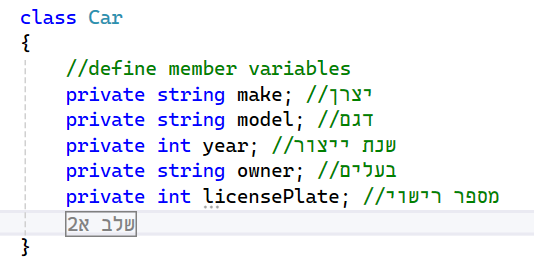 class Car
{
//define member variables
private string make; //יצרן
private string model; //דגם
private int year; //שנת ייצור
private string owner; //בעלים
private int licensePlate; //מספר רישוי
שלב א2
}